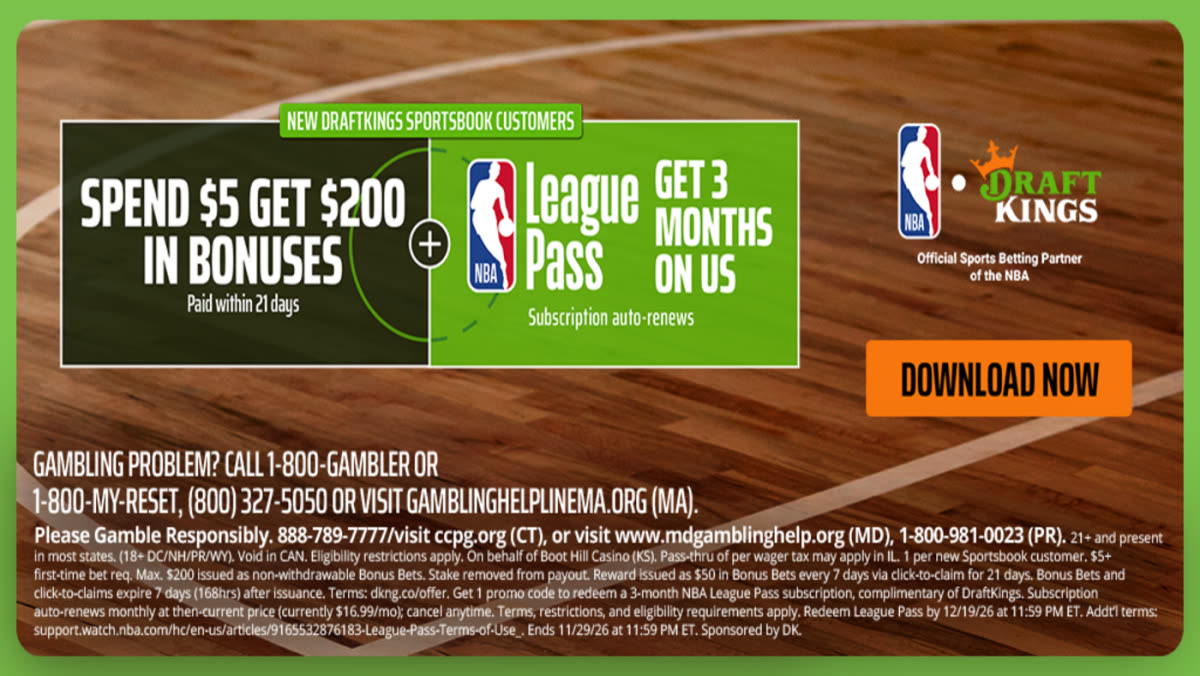 NEW DRAFTKINGS SPORTSBOOK CUSTOMERS
SPEND $5 GET $200
IN BONUSES
Paid within 21 days
+
NBA
League
Pass
GET 3
MONTHS
ON US
Subscription auto-renews
NBA
DRAFT
KINGS
Official Sports Betting Partner
of the NBA
DOWNLOAD NOW
GAMBLING PROBLEM? CALL 1-800-GAMBLER OR
1-800-MY-RESET, (800) 327-5050 OR VISIT GAMBLINGHELPLINEMA.ORG (MA).
Please Gamble Responsibly. 888-789-7777/visit ccpg.org (CT), or visit www.mdgamblinghelp.org (MD), 1-800-981-0023 (PR). 21+ and present
in most states. (18+ DC/NH/PR/WY). Void in CAN. Eligibility restrictions apply. On behalf of Boot Hill Casino (KS). Pass-thru of per wager tax may apply in IL. 1 per new Sportsbook customer. $5+
first-time bet req. Max. $200 issued as non-withdrawable Bonus Bets. Stake removed from payout. Reward issued as $50 in Bonus Bets every 7 days via click-to-claim for 21 days. Bonus Bets and
click-to-claims expire 7 days (168hrs) after issuance. Terms: dkng.co/offer. Get 1 promo code to redeem a 3-month NBA League Pass subscription, complimentary of DraftKings. Subscription
auto-renews monthly at then-current price (currently $16.99/mo); cancel anytime. Terms, restrictions, and eligibility requirements apply. Redeem League Pass by 12/19/26 at 11:59 PM ET. Addt'l terms:
support.watch.nba.com/hc/en-us/articles/9165532876183-League-Pass-Terms-of-Use_. Ends 11/29/26 at 11:59 PM ET. Sponsored by DK.